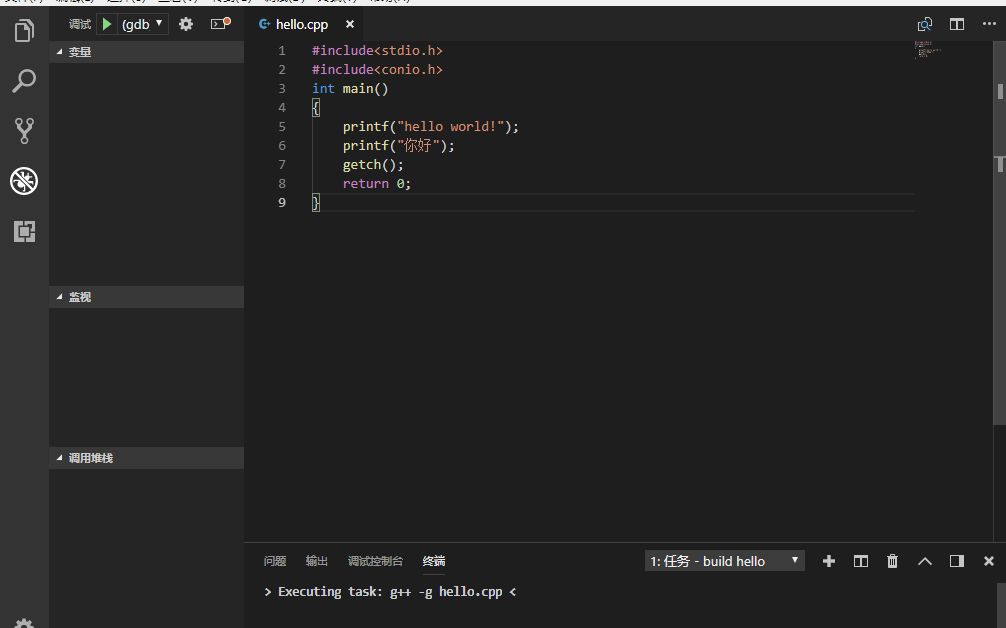 调试 (gdb
hello.cpp
变量
监视
调用堆栈
1 #include<stdio.h>
2 #include<conio.h>
3 int main()
4 {
5 printf("hello world!");
6 printf("你好");
7 getch();
8 return 0;
9 }
问题 输出 调试控制台 终端 1: 任务 - build hello
> Executing task: g++ -g hello.cpp <